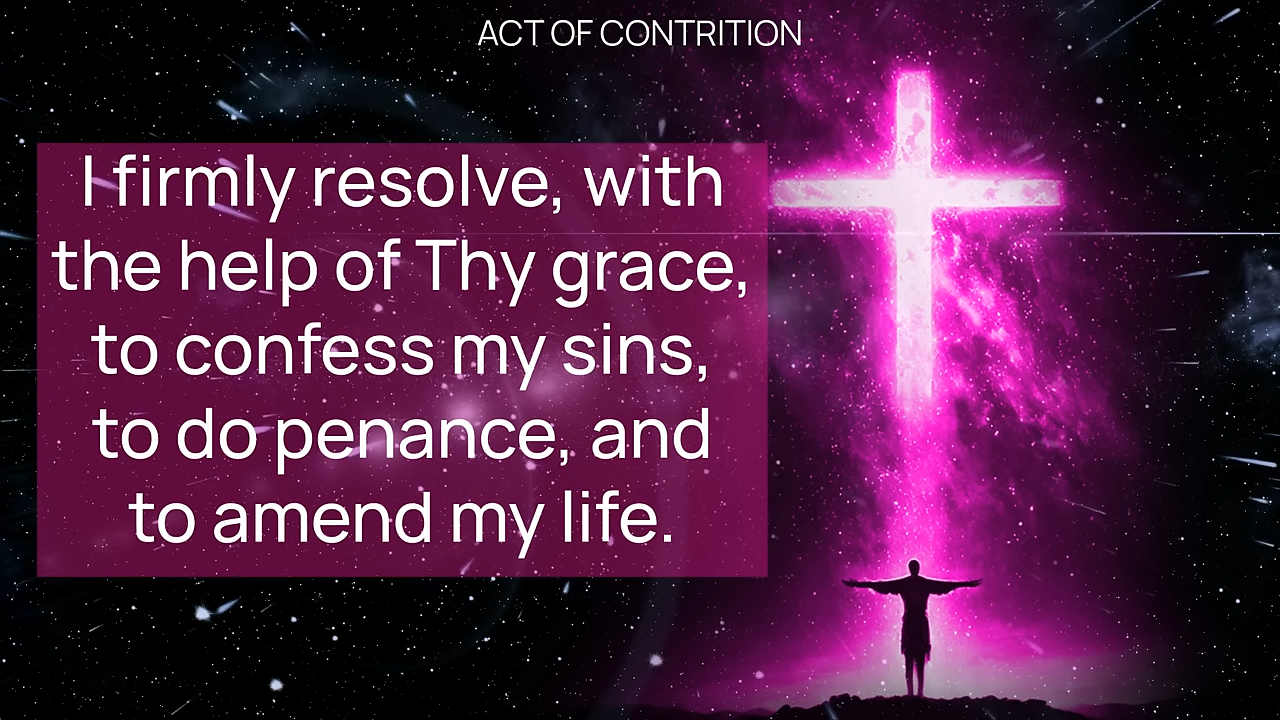 ACT OF CONTRITION
I firmly resolve, with
the help of Thy grace,
to confess my sins,
to do penance, and
to amend my life.